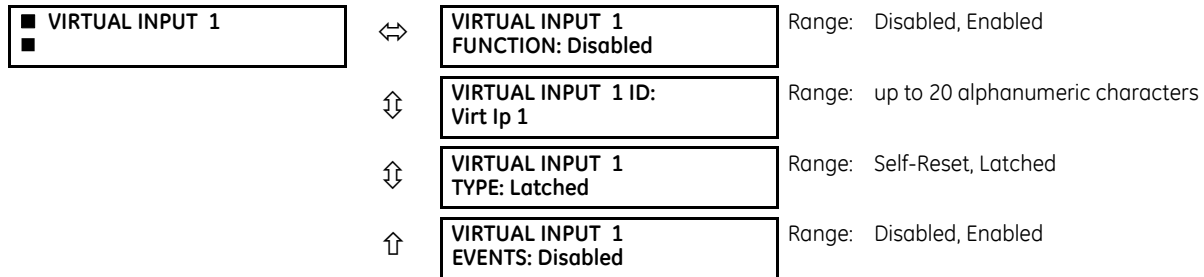 ■ VIRTUAL INPUT 1
■
VIRTUAL INPUT 1
FUNCTION: Disabled
Range: Disabled, Enabled
VIRTUAL INPUT 1 ID:
Virt Ip 1
Range: up to 20 alphanumeric characters
VIRTUAL INPUT 1
TYPE: Latched
Range: Self-Reset, Latched
VIRTUAL INPUT 1
EVENTS: Disabled
Range: Disabled, Enabled